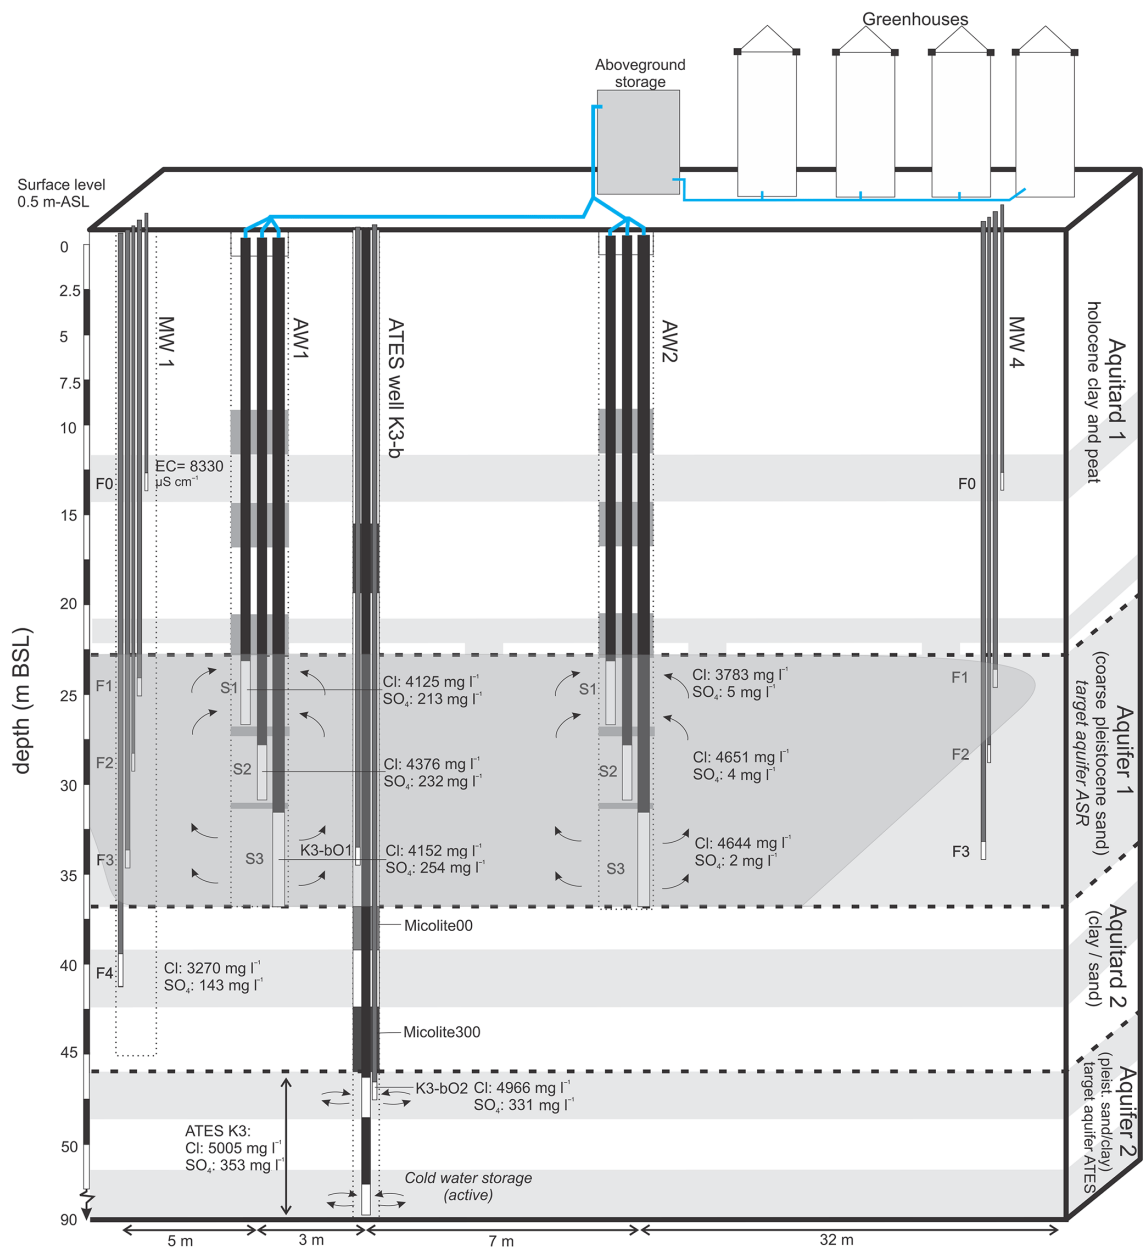 Greenhouses
Aboveground
storage
Surface level
0.5 m-ASL
0
2.5
5
7.5
10
15
20
25
30
35
40
45
50
90
depth (m BSL)
MW 1
AW1
ATES well K3-b
AW2
MW 4
Aquitard 1
holocene clay and peat
EC= 8330
µS cm⁻¹
F0
F0
F1
S1
Cl: 4125 mg l⁻¹
SO₄: 213 mg l⁻¹
S1
Cl: 3783 mg l⁻¹
SO₄: 5 mg l⁻¹
F1
F2
S2
Cl: 4376 mg l⁻¹
SO₄: 232 mg l⁻¹
S2
Cl: 4651 mg l⁻¹
SO₄: 4 mg l⁻¹
F2
F3
S3
K3-bO1
Cl: 4152 mg l⁻¹
SO₄: 254 mg l⁻¹
S3
Cl: 4644 mg l⁻¹
SO₄: 2 mg l⁻¹
F3
Aquifer 1
(coarse pleistocene sand)
target aquifer ASR
Micolite00
F4
Cl: 3270 mg l⁻¹
SO₄: 143 mg l⁻¹
Aquitard 2
(clay / sand)
Micolite300
K3-bO2 Cl: 4966 mg l⁻¹
SO₄: 331 mg l⁻¹
ATES K3:
Cl: 5005 mg l⁻¹
SO₄: 353 mg l⁻¹
Cold water storage
(active)
Aquifer 2
(pleist. sand/clay)
target aquifer ATES
5 m
3 m
7 m
32 m